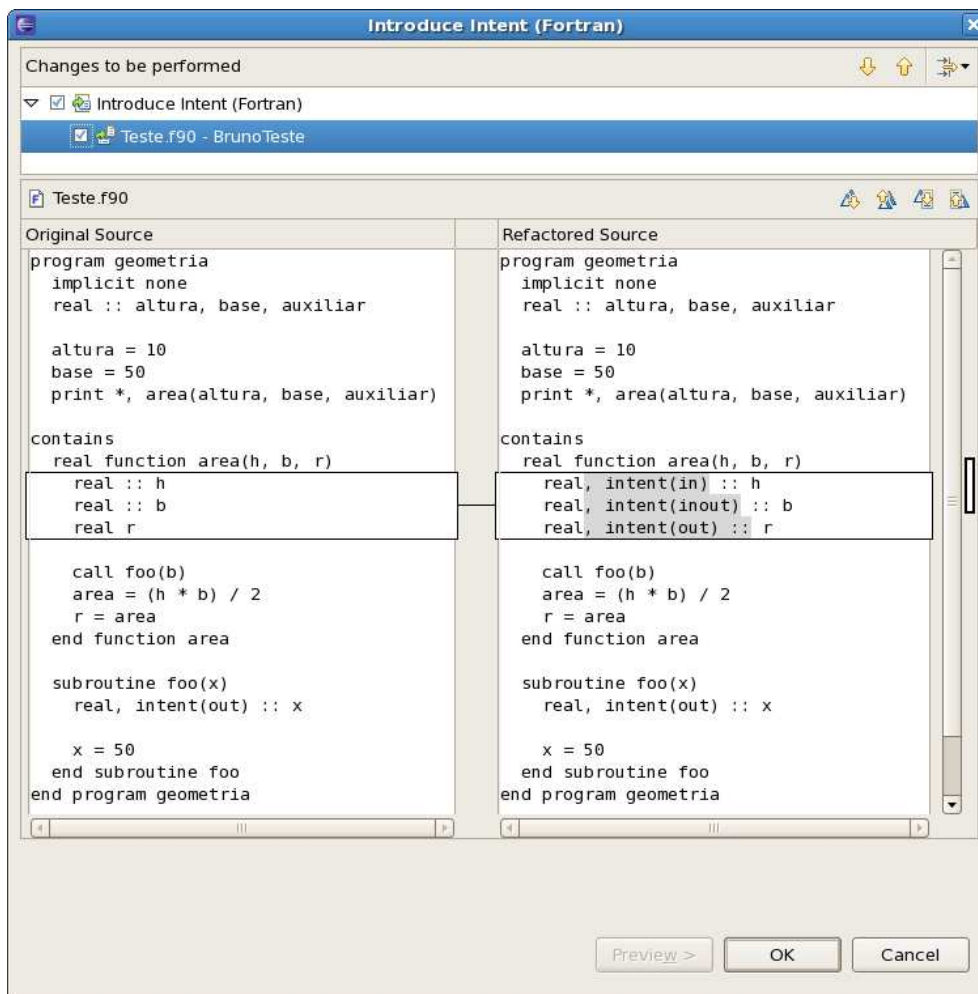 Introduce Intent (Fortran)
Changes to be performed
Introduce Intent (Fortran)
Teste.f90 - BrunoTeste
Teste.f90
Original Source
program geometria
  implicit none
  real :: altura, base, auxiliar
  altura = 10
  base = 50
  print *, area(altura, base, auxiliar)
contains
  real function area(h, b, r)
    real :: h
    real :: b
    real r
    call foo(b)
    area = (h * b) / 2
    r = area
  end function area
  subroutine foo(x)
    real, intent(out) :: x
    x = 50
  end subroutine foo
end program geometria
Refactored Source
program geometria
  implicit none
  real :: altura, base, auxiliar
  altura = 10
  base = 50
  print *, area(altura, base, auxiliar)
contains
  real function area(h, b, r)
    real, intent(in) :: h
    real, intent(inout) :: b
    real, intent(out) :: r
    call foo(b)
    area = (h * b) / 2
    r = area
  end function area
  subroutine foo(x)
    real, intent(out) :: x
    x = 50
  end subroutine foo
end program geometria
Preview >
OK
Cancel